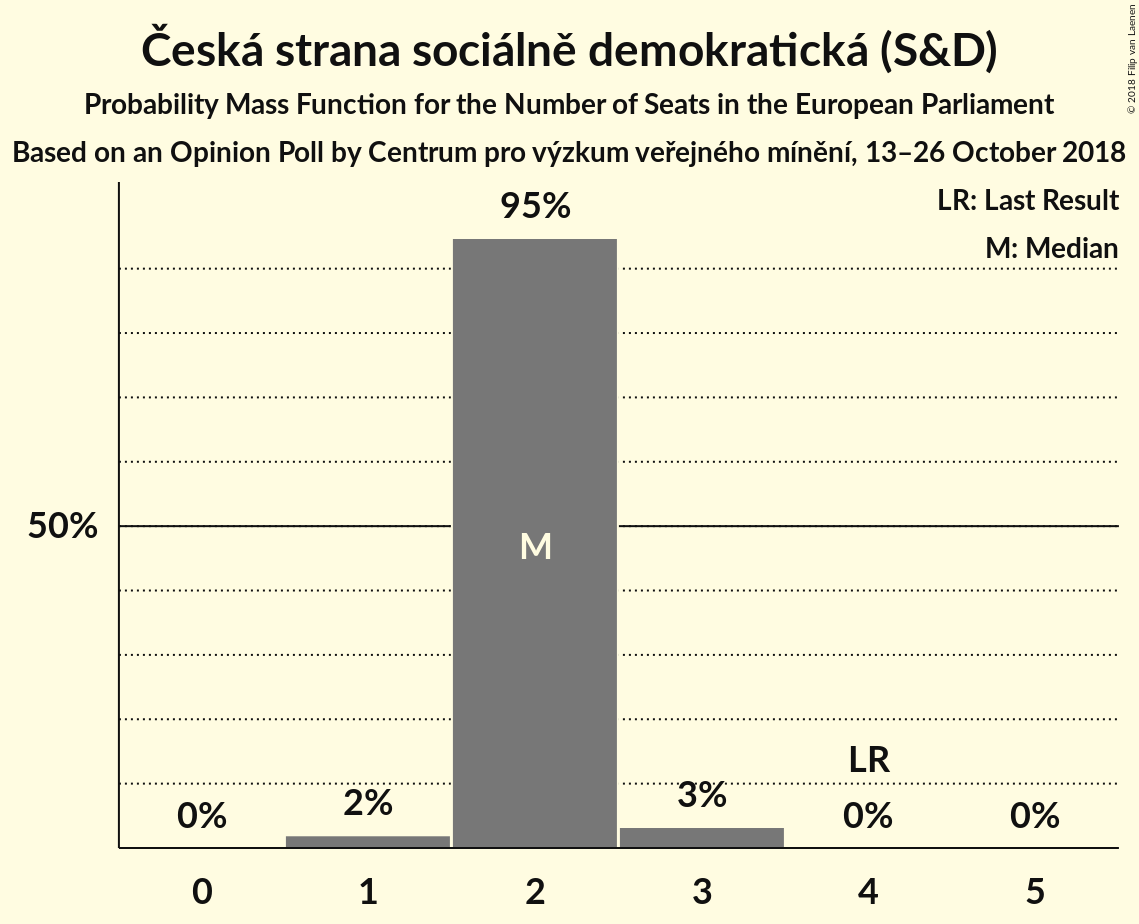 Česká strana sociálně demokratická (S&D)
Probability Mass Function for the Number of Seats in the European Parliament
Based on an Opinion Poll by Centrum pro výzkum veřejného mínění, 13–26 October 2018
© 2018 Filip van Laenen
LR: Last Result
M: Median
95%
50%
M
LR
0%
2%
3%
0%
0%
0
1
2
3
4
5